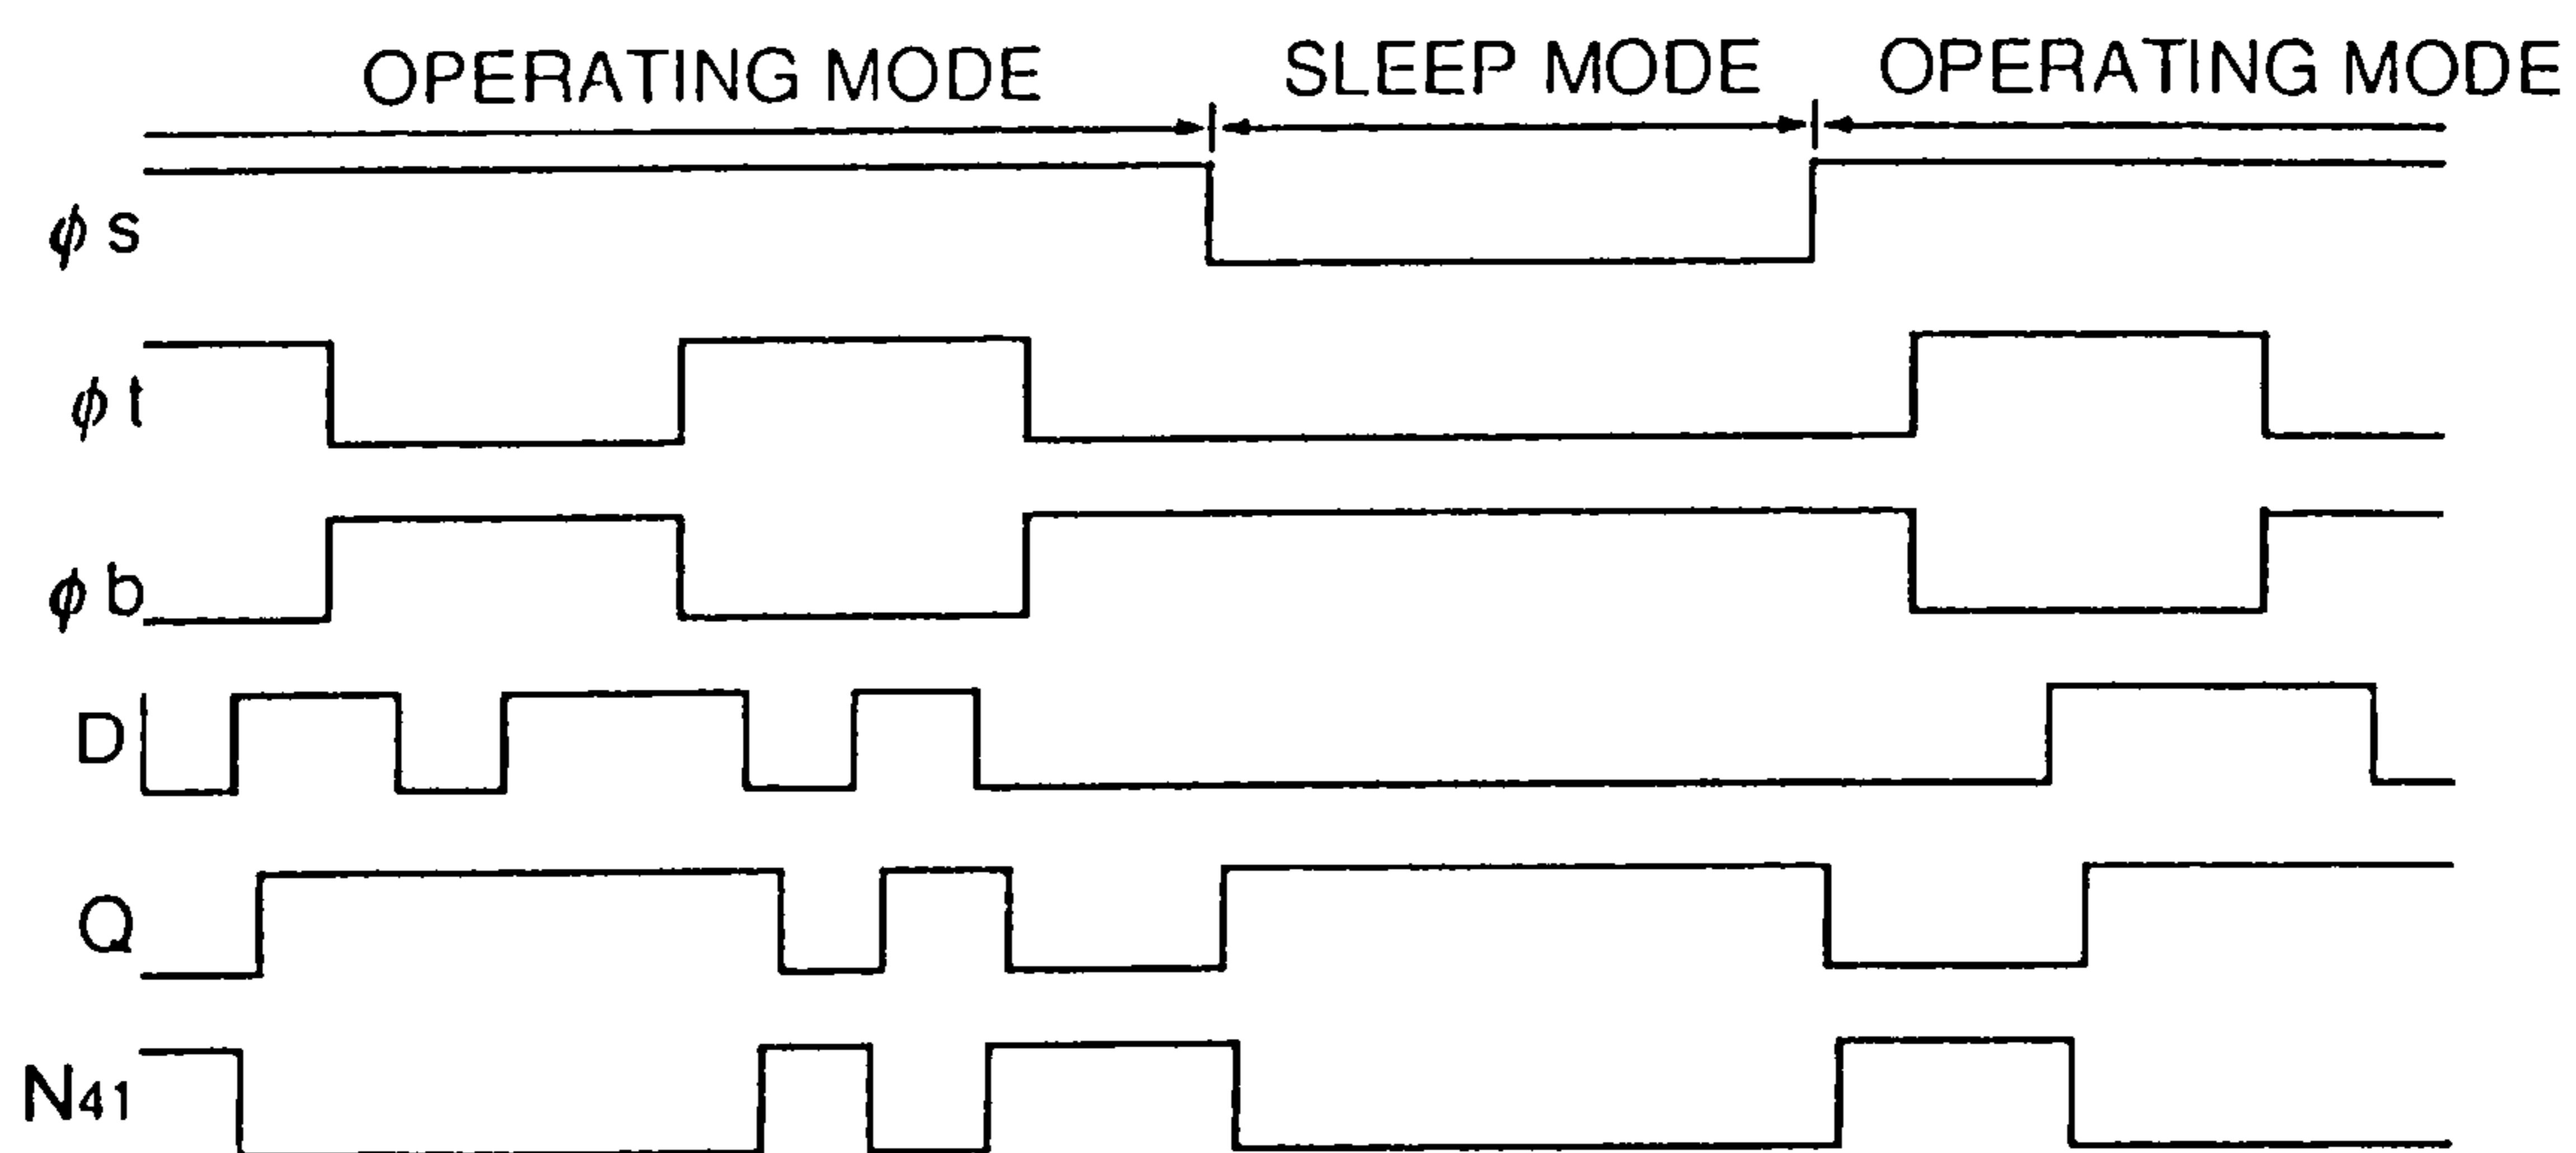 OPERATING MODE SLEEP MODE OPERATING MODE
ϕ s
ϕ t
ϕ b
D
Q
N41